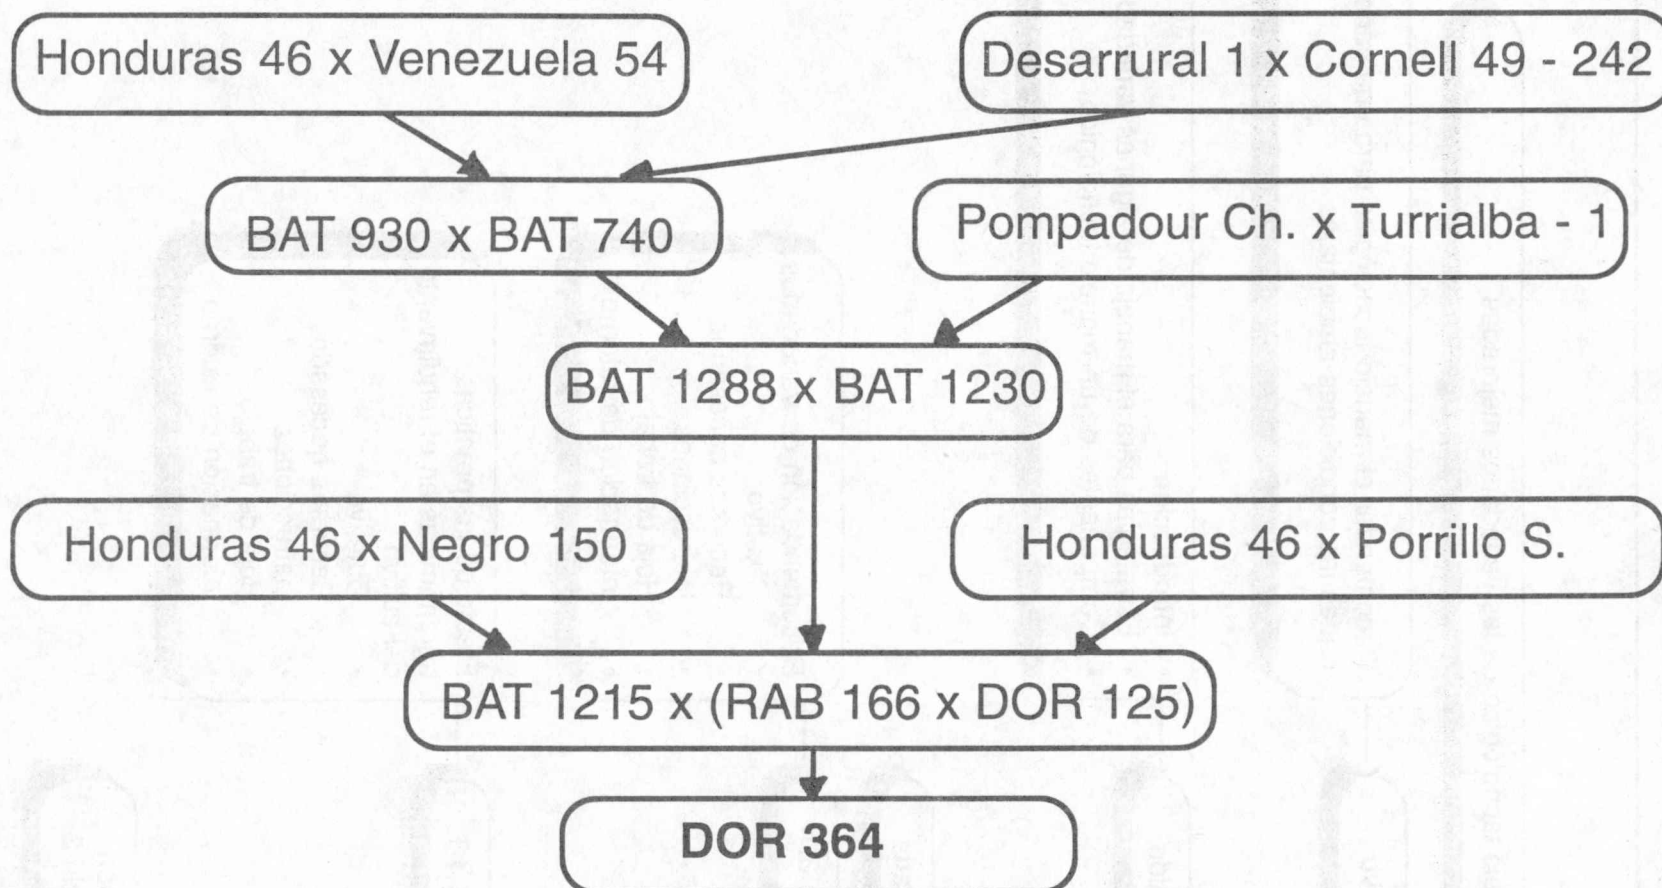 Honduras 46 x Venezuela 54
Desarrural 1 x Cornell 49 - 242
BAT 930 x BAT 740
Pompadour Ch. x Turrialba - 1
BAT 1288 x BAT 1230
Honduras 46 x Negro 150
Honduras 46 x Porrillo S.
BAT 1215 x (RAB 166 x DOR 125)
DOR 364